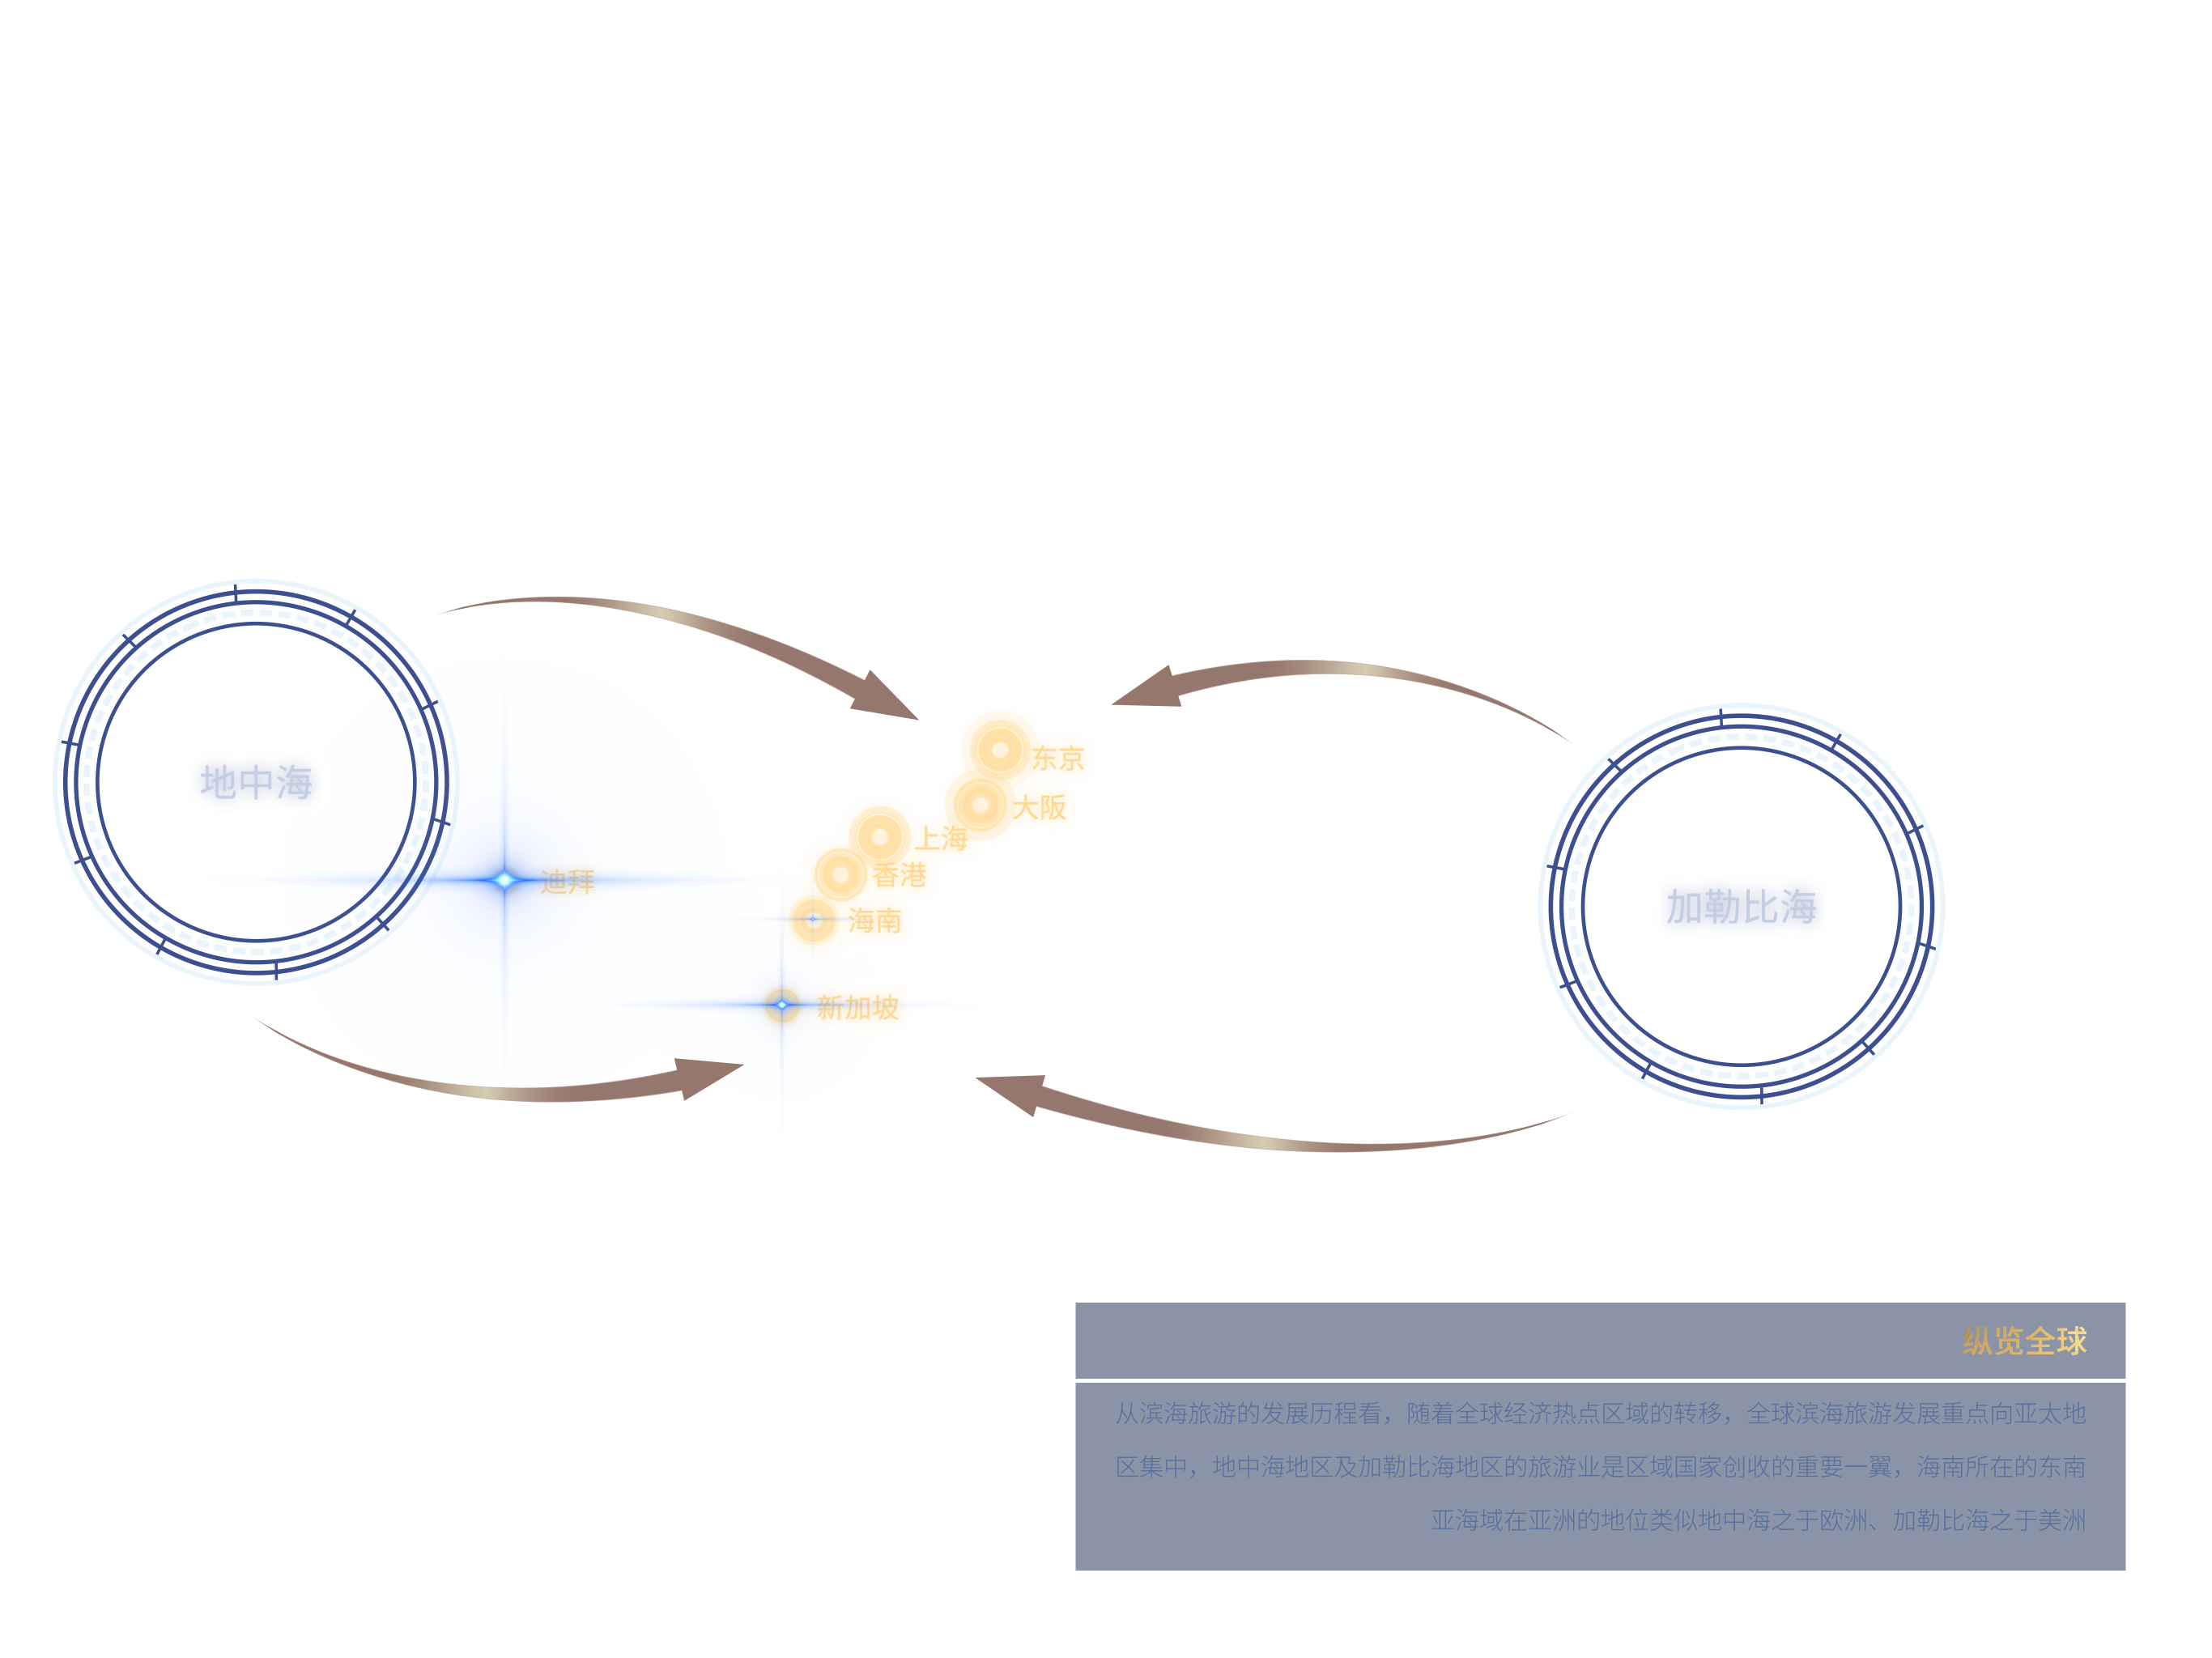 东京
地中海
大阪
上海
香港
迪拜
加勒比海
海南
新加坡
纵览全球
从滨海旅游的发展历程看，随着全球经济热点区域的转移，全球滨海旅游发展重点向亚太地
区集中，地中海地区及加勒比海地区的旅游业是区域国家创收的重要一翼，海南所在的东南
亚海域在亚洲的地位类似地中海之于欧洲、加勒比海之于美洲